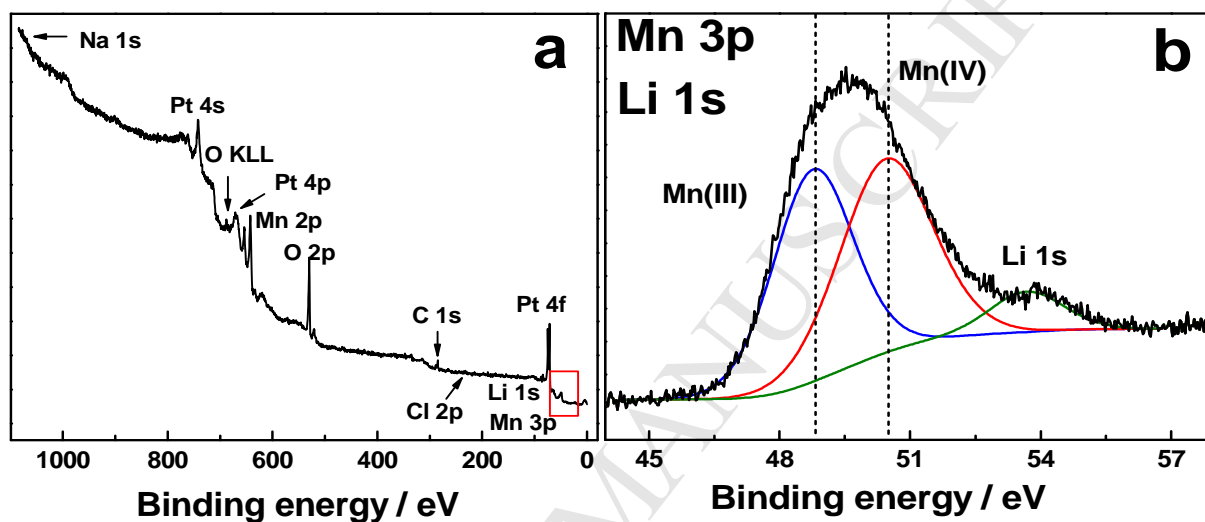 a
Na 1s
Pt 4s
O KLL
Pt 4p
Mn 2p
O 2p
C 1s
Pt 4f
Cl 2p
Li 1s
Mn 3p
1000 800 600 400 200 0
Binding energy / eV
Mn 3p
Li 1s
b
Mn(IV)
Mn(III)
Li 1s
45 48 51 54 57
Binding energy / eV